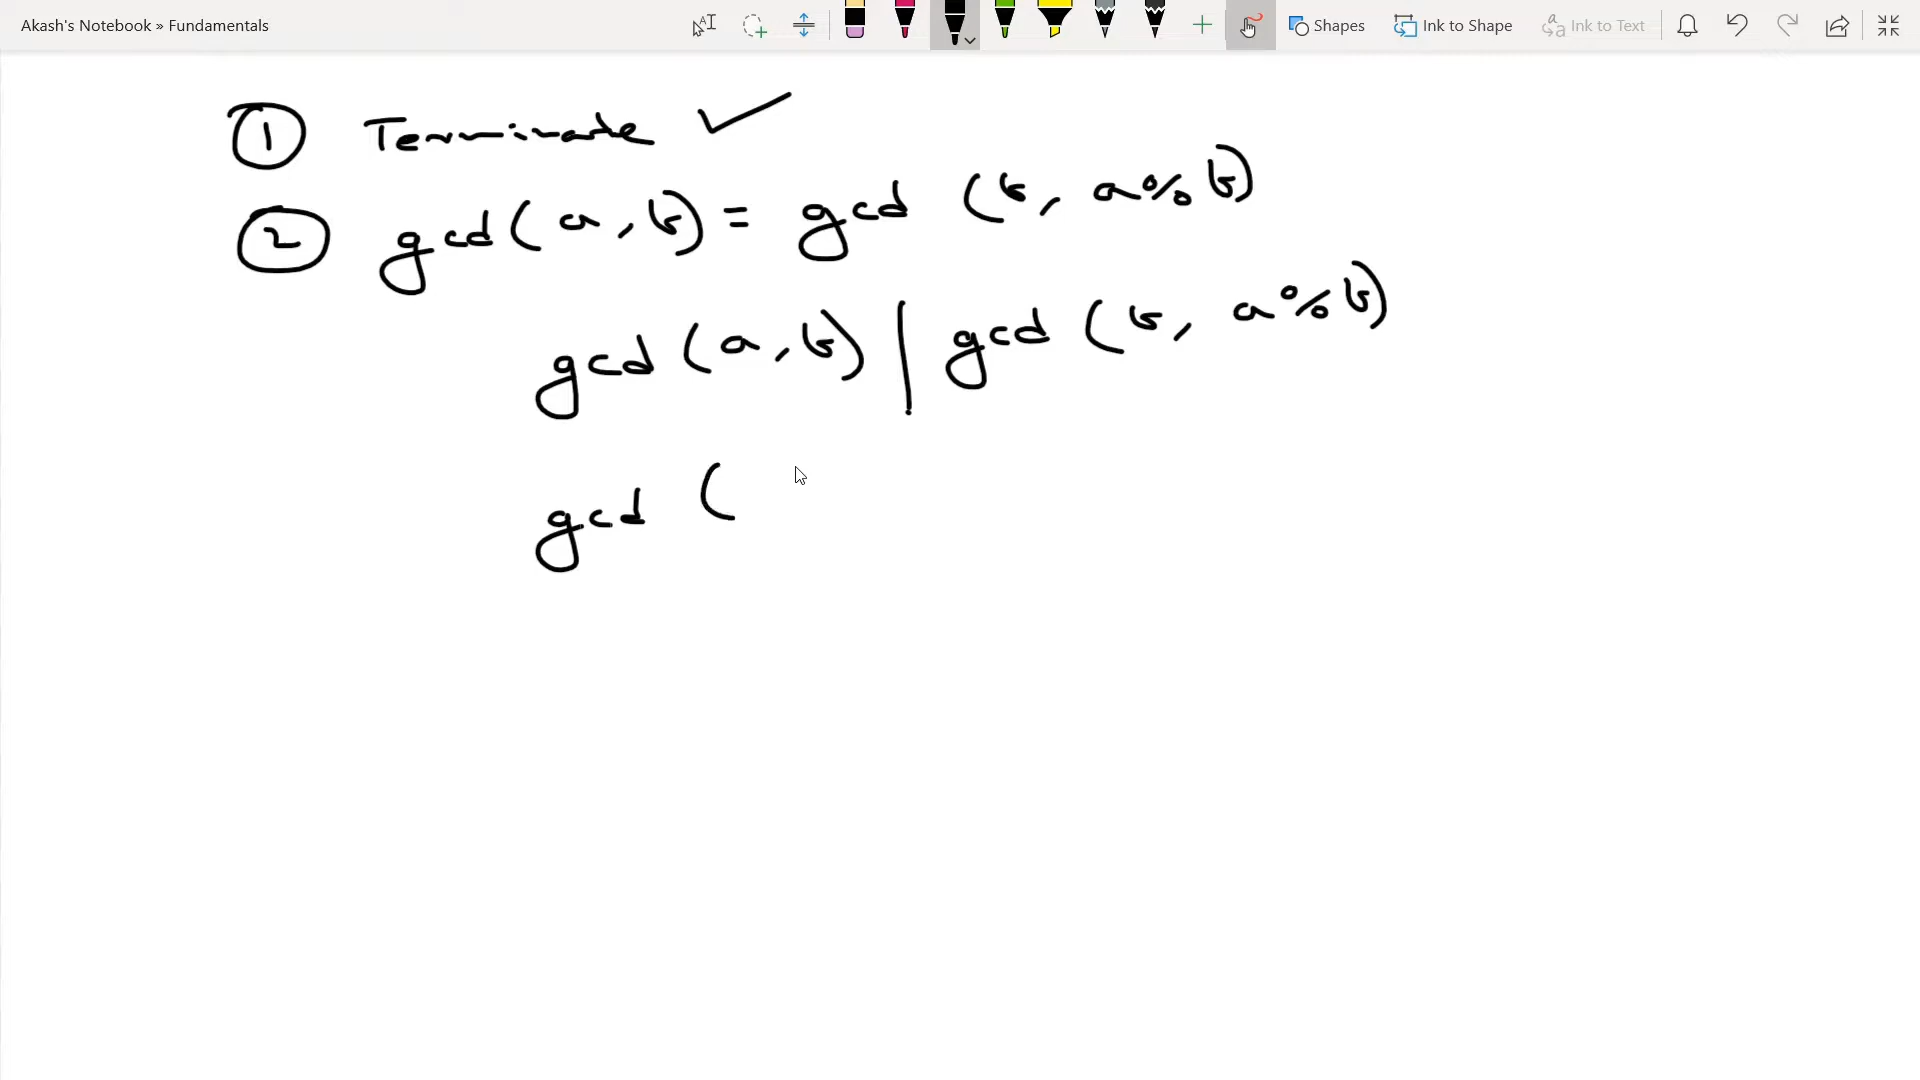 Akash's Notebook » Fundamentals
Shapes
Ink to Shape
Ink to Text
① Terminate ✓
② gcd(a,b) = gcd (b, a%b)
gcd (a,b) | gcd (b, a%b)
gcd (